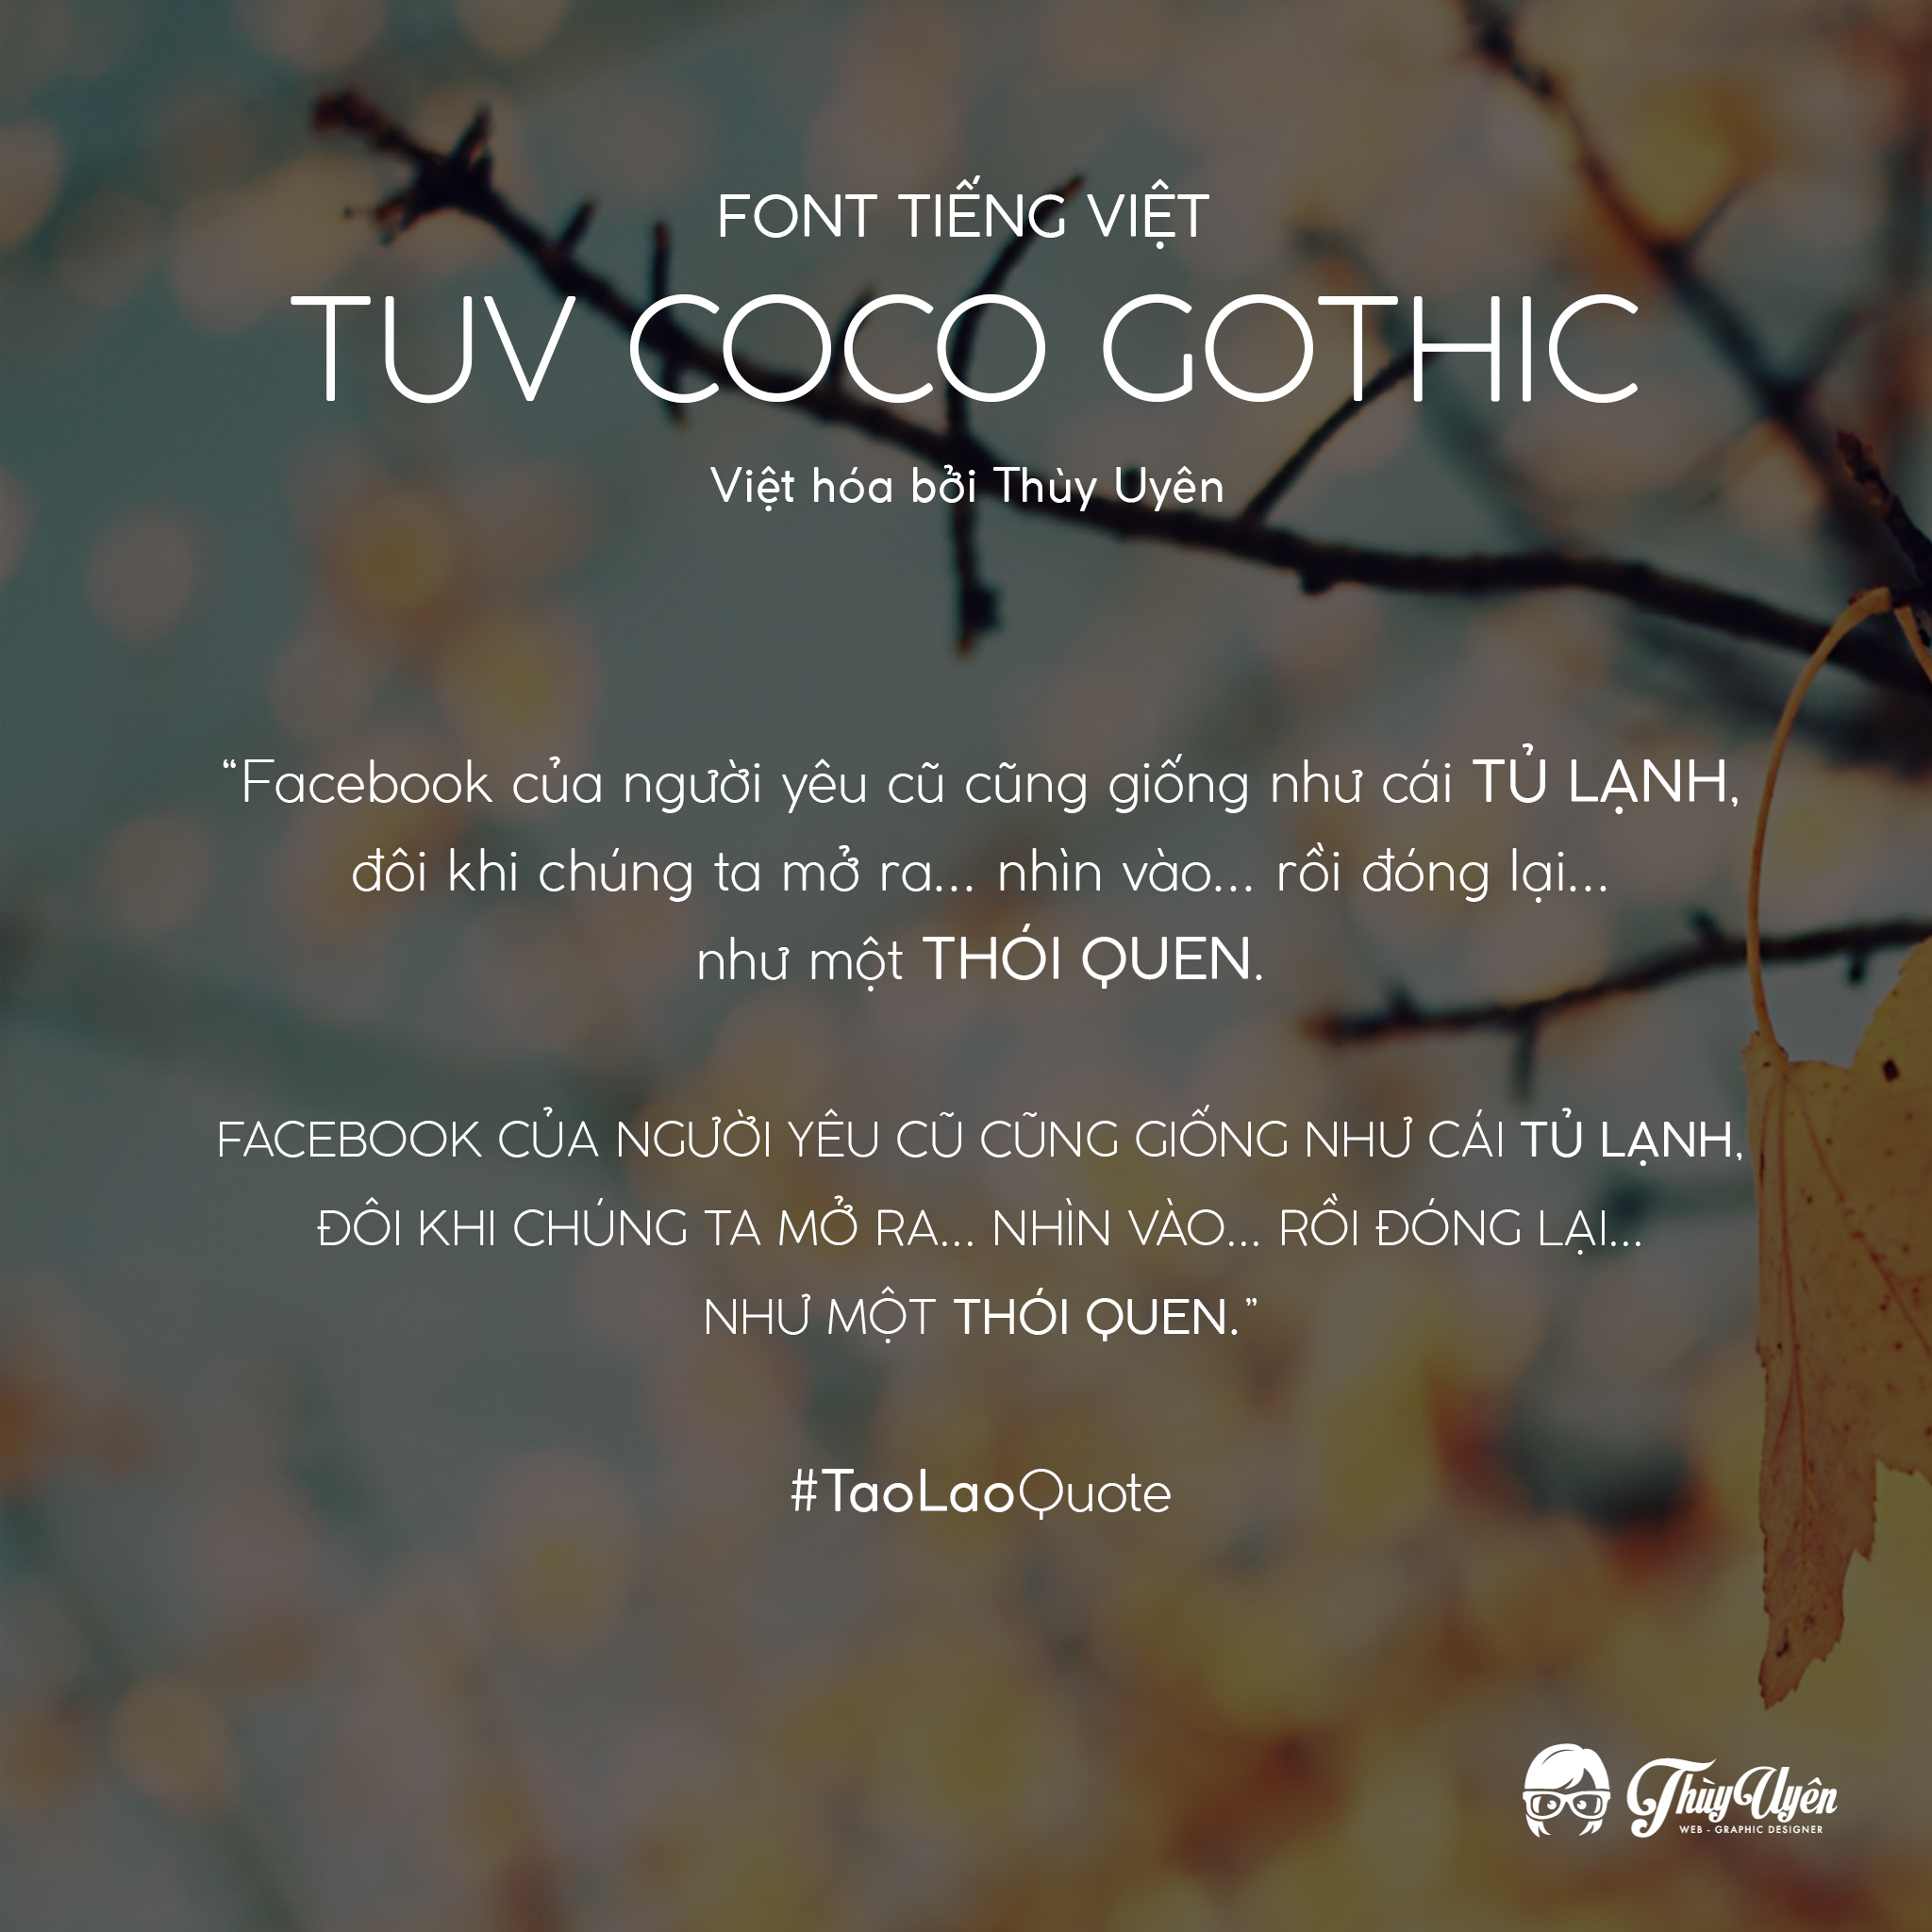 FONT TIẾNG VIỆT
TUV COCO GOTHIC
Việt hóa bởi Thùy Uyên
“Facebook của người yêu cũ cũng giống như cái TỦ LẠNH,
đôi khi chúng ta mở ra... nhìn vào... rồi đóng lại...
như một THÓI QUEN.
FACEBOOK CỦA NGƯỜI YÊU CŨ CŨNG GIỐNG NHƯ CÁI TỦ LẠNH,
ĐÔI KHI CHÚNG TA MỞ RA... NHÌN VÀO... RỒI ĐÓNG LẠI...
NHƯ MỘT THÓI QUEN.”
#TaoLaoQuote
Thùy Uyên
WEB - GRAPHIC DESIGNER